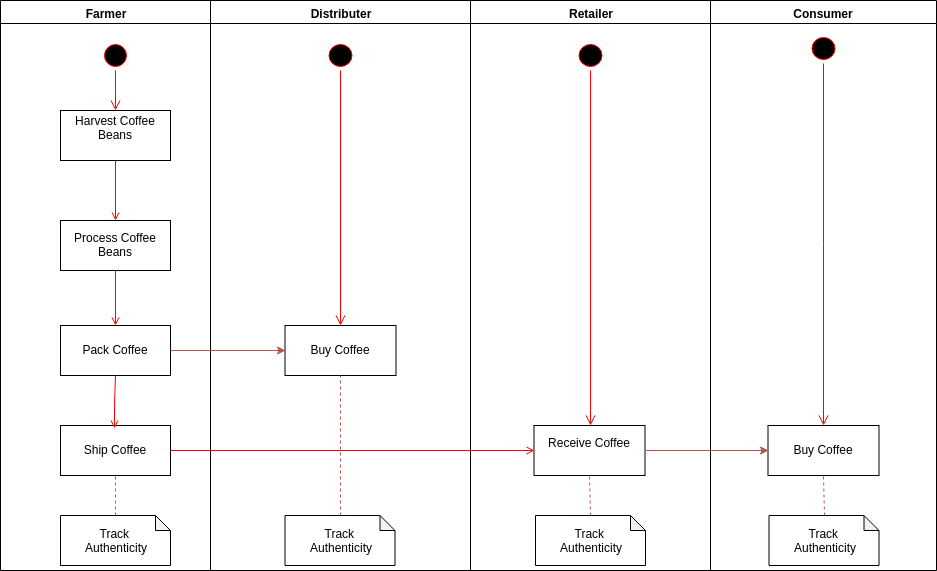 Farmer
Distributer
Retailer
Consumer
Harvest Coffee
Beans
Process Coffee
Beans
Pack Coffee
Buy Coffee
Ship Coffee
Receive Coffee
Buy Coffee
Track
Authenticity
Track
Authenticity
Track
Authenticity
Track
Authenticity